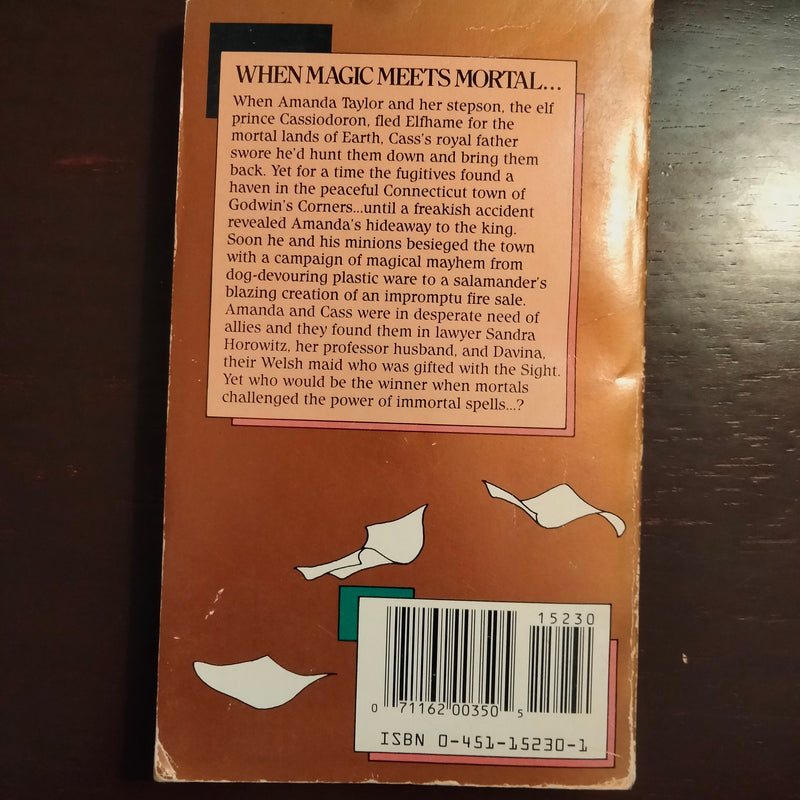 WHEN MAGIC MEETS MORTAL...
When Amanda Taylor and her stepson, the elf
prince Cassiodoron, fled Elfhame for the
mortal lands of Earth, Cass's royal father
swore he'd hunt them down and bring them
back. Yet for a time the fugitives found a
haven in the peaceful Connecticut town of
Godwin's Corners...until a freakish accident
revealed Amanda's hideaway to the king.
Soon he and his minions besieged the town
with a campaign of magical mayhem from
dog-devouring plastic ware to a salamander's
blazing creation of an impromptu fire sale.
Amanda and Cass were in desperate need of
allies and they found them in lawyer Sandra
Horowitz, her professor husband, and Davina,
their Welsh maid who was gifted with the Sight.
Yet who would be the winner when mortals
challenged the power of immortal spells...?
15230
0 71162 00350 5
ISBN 0-451-15230-1